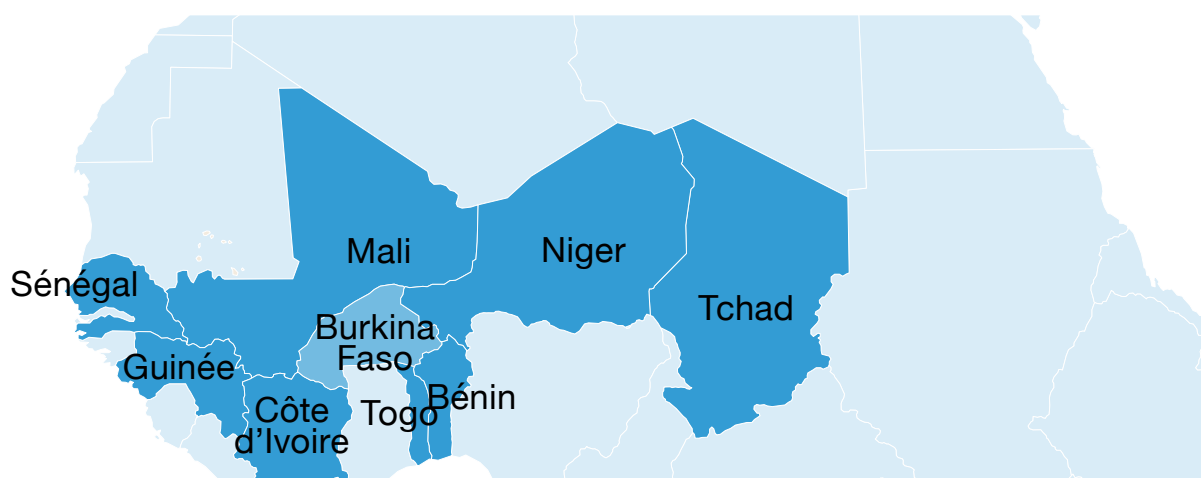 Mali
Niger
Sénégal
Tchad
Burkina
Faso
Guinée
Bénin
Côte
d’Ivoire
Togo